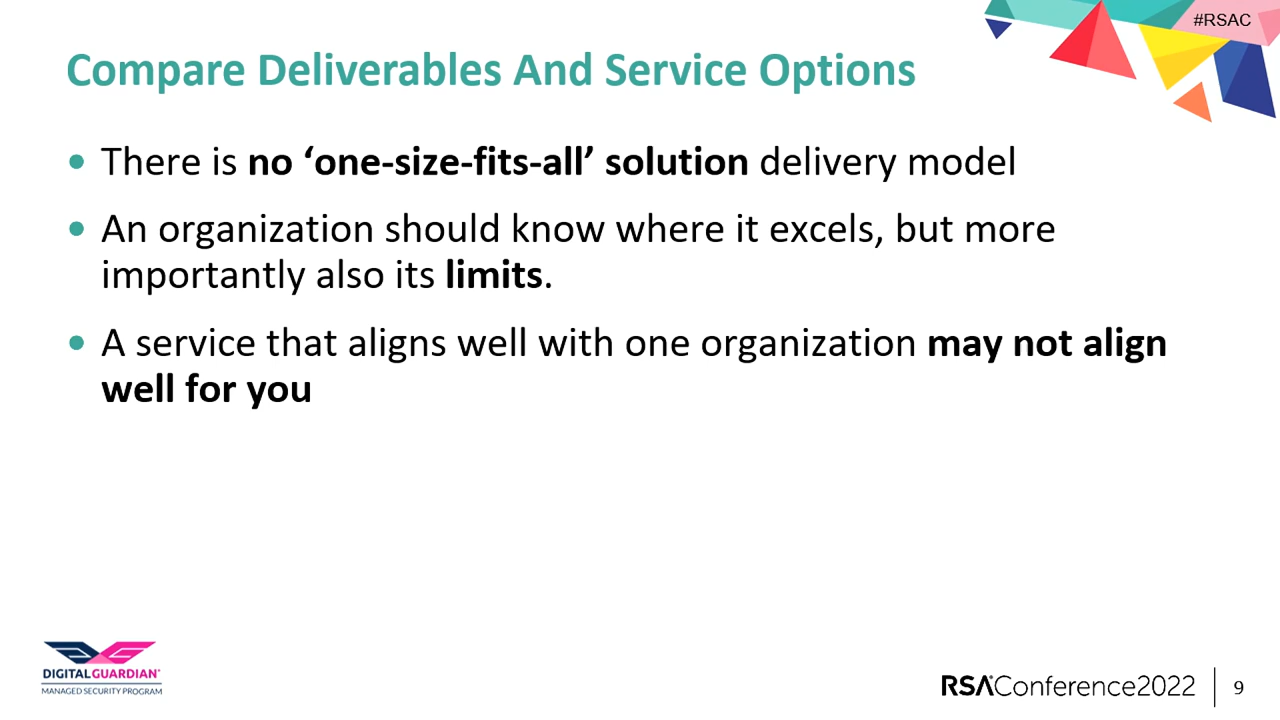 #RSAC
Compare Deliverables And Service Options
• There is no ‘one-size-fits-all’ solution delivery model
• An organization should know where it excels, but more
importantly also its limits.
• A service that aligns well with one organization may not align
well for you
DIGITALGUARDIAN®
MANAGED SECURITY PROGRAM
RSAConference2022
9